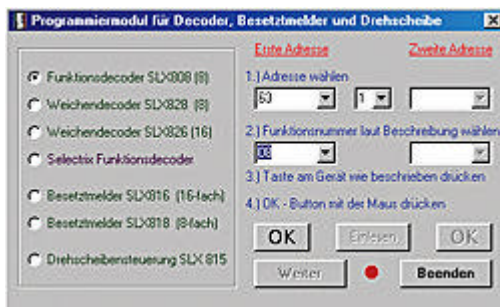 Programmiermodul für Decoder, Besetztmelder und Drehscheibe
Erste Adresse
Zweite Adresse
Funktionsdecoder SLX808 (8)
Weichendecoder SLX828 (8)
Weichendecoder SLX826 (16)
Selectrix Funktionsdecoder
Besetztmelder SLX816 (16-fach)
Besetztmelder SLX818 (8-fach)
Drehscheibensteuerung SLX 815
1.) Adresse wählen
63
1
2.) Funktionsnummer laut Beschreibung wählen
08
3.) Taste am Gerät wie beschrieben drücken
4.) OK - Button mit der Maus drücken
OK
Einlesen
OK
Weiter
Beenden